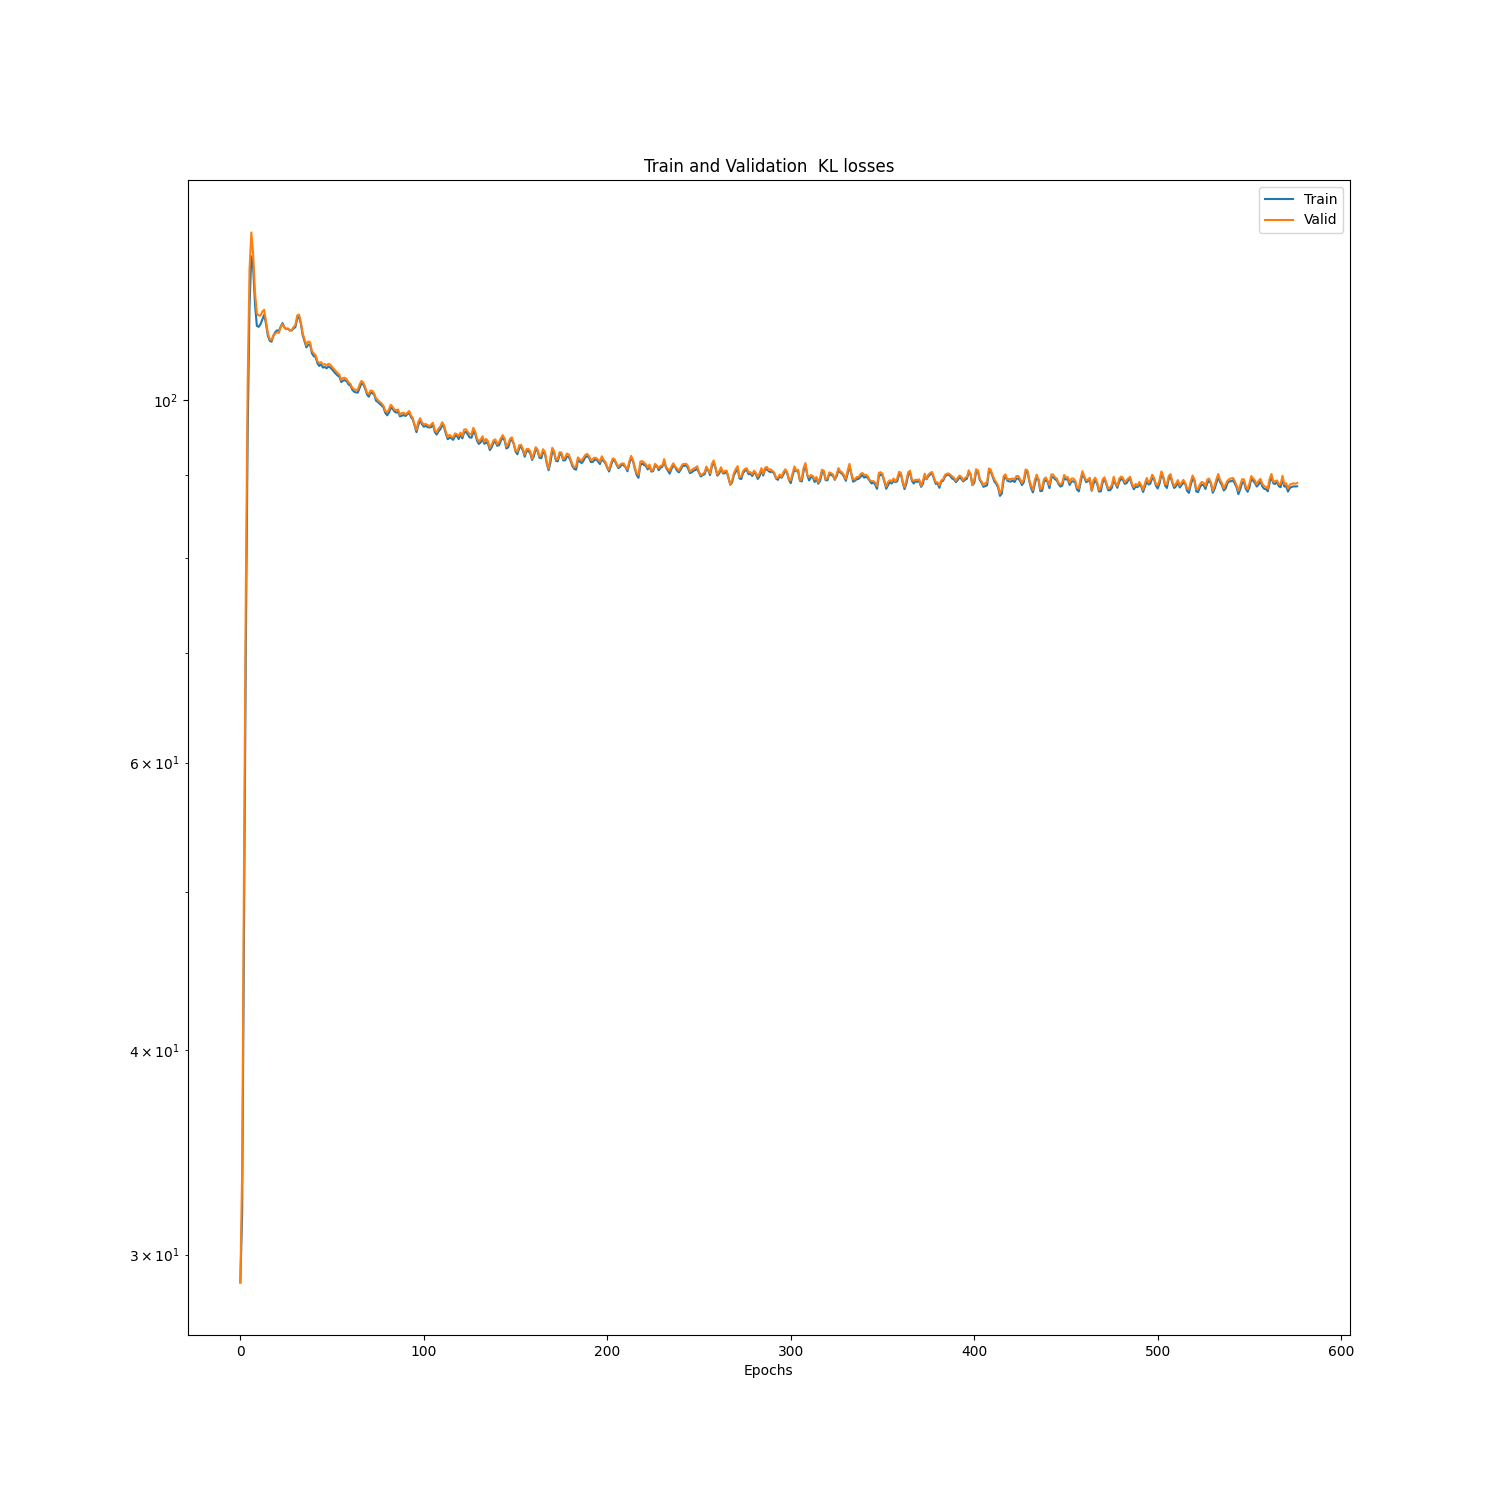 Train and Validation  KL losses
Train
Valid
10²
6 × 10¹
4 × 10¹
3 × 10¹
0 100 200 300 400 500 600
Epochs